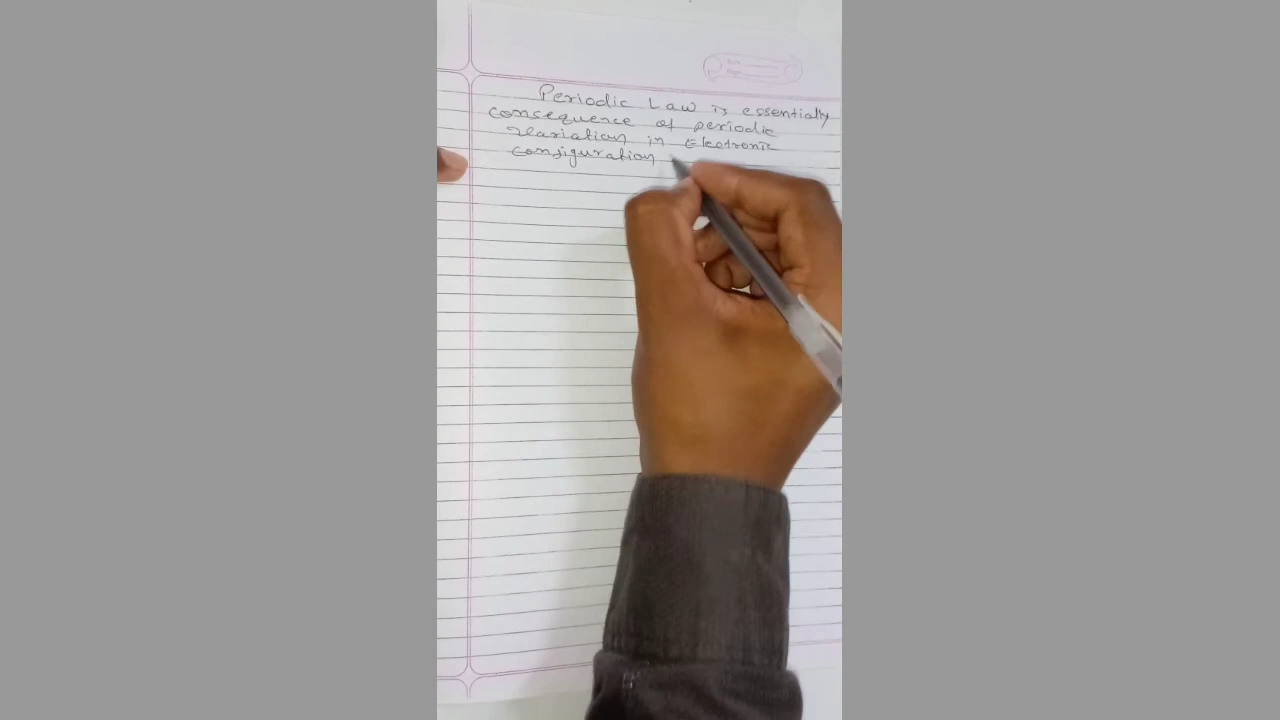 Periodic Law is essentially
consequence of periodic
variation in Electronic
configuration